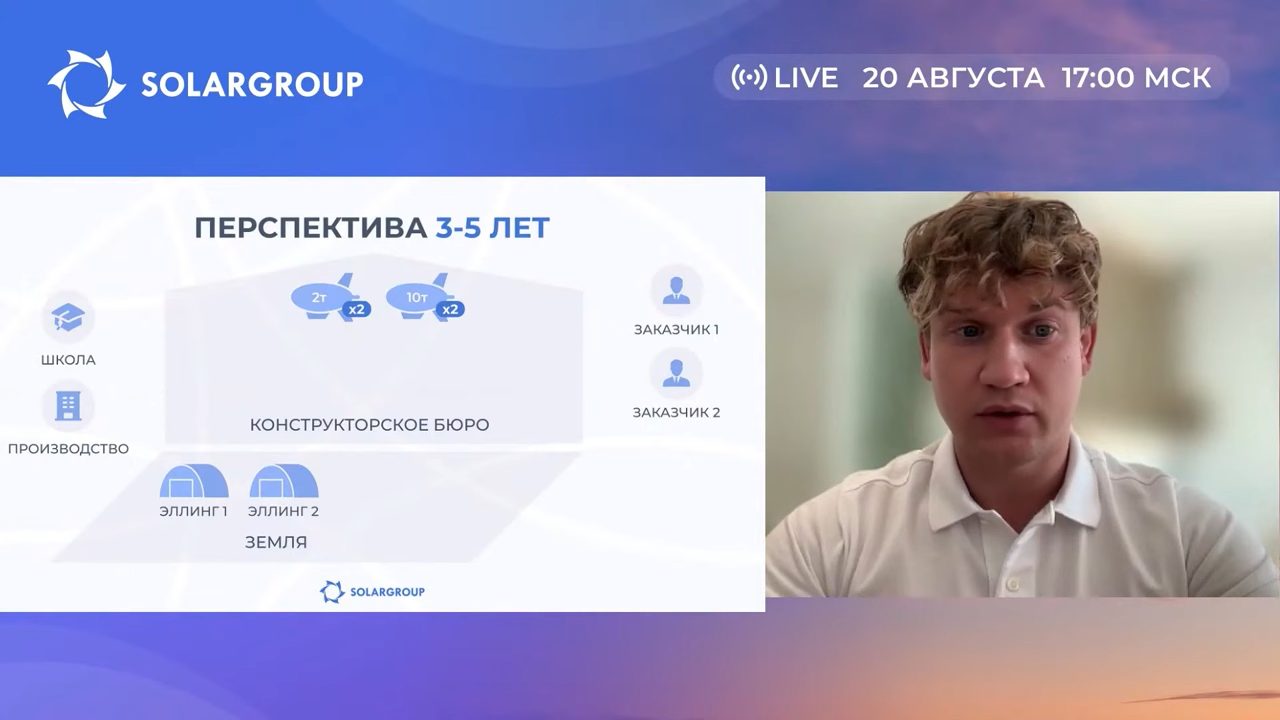 SOLARGROUP
LIVE 20 АВГУСТА 17:00 МСК
ПЕРСПЕКТИВА 3-5 ЛЕТ
2т
x2
10т
x2
ШКОЛА
ПРОИЗВОДСТВО
КОНСТРУКТОРСКОЕ БЮРО
ЭЛЛИНГ 1
ЭЛЛИНГ 2
ЗЕМЛЯ
ЗАКАЗЧИК 1
ЗАКАЗЧИК 2
SOLARGROUP